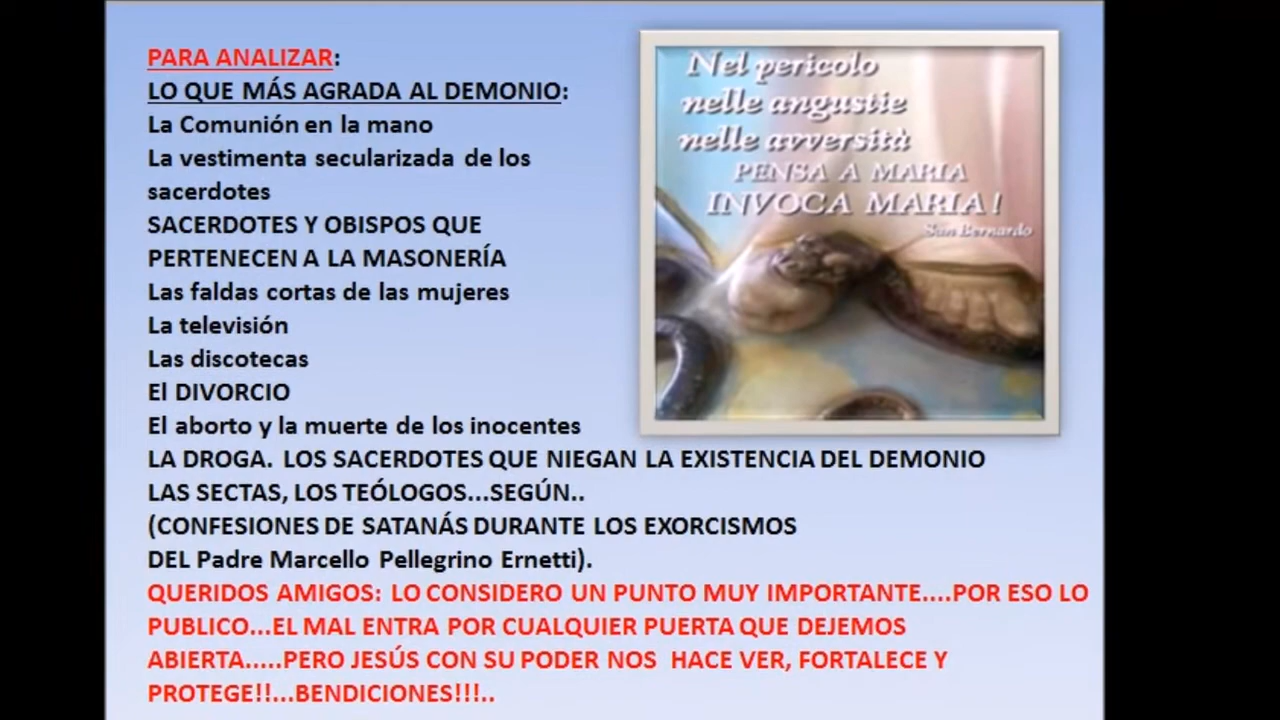 PARA ANALIZAR:
LO QUE MÁS AGRADA AL DEMONIO:
La Comunión en la mano
La vestimenta secularizada de los
sacerdotes
SACERDOTES Y OBISPOS QUE
PERTENECEN A LA MASONERÍA
Las faldas cortas de las mujeres
La televisión
Las discotecas
El DIVORCIO
El aborto y la muerte de los inocentes
LA DROGA. LOS SACERDOTES QUE NIEGAN LA EXISTENCIA DEL DEMONIO
LAS SECTAS, LOS TEÓLOGOS...SEGÚN..
(CONFESIONES DE SATANÁS DURANTE LOS EXORCISMOS
DEL Padre Marcello Pellegrino Ernetti).
QUERIDOS AMIGOS: LO CONSIDERO UN PUNTO MUY IMPORTANTE....POR ESO LO
PUBLICO...EL MAL ENTRA POR CUALQUIER PUERTA QUE DEJEMOS
ABIERTA.....PERO JESÚS CON SU PODER NOS HACE VER, FORTALECE Y
PROTEGE!!...BENDICIONES!!!..
Nel pericolo
nelle angustie
nelle avversità
PENSA A MARIA
INVOCA MARIA!
San Bernardo